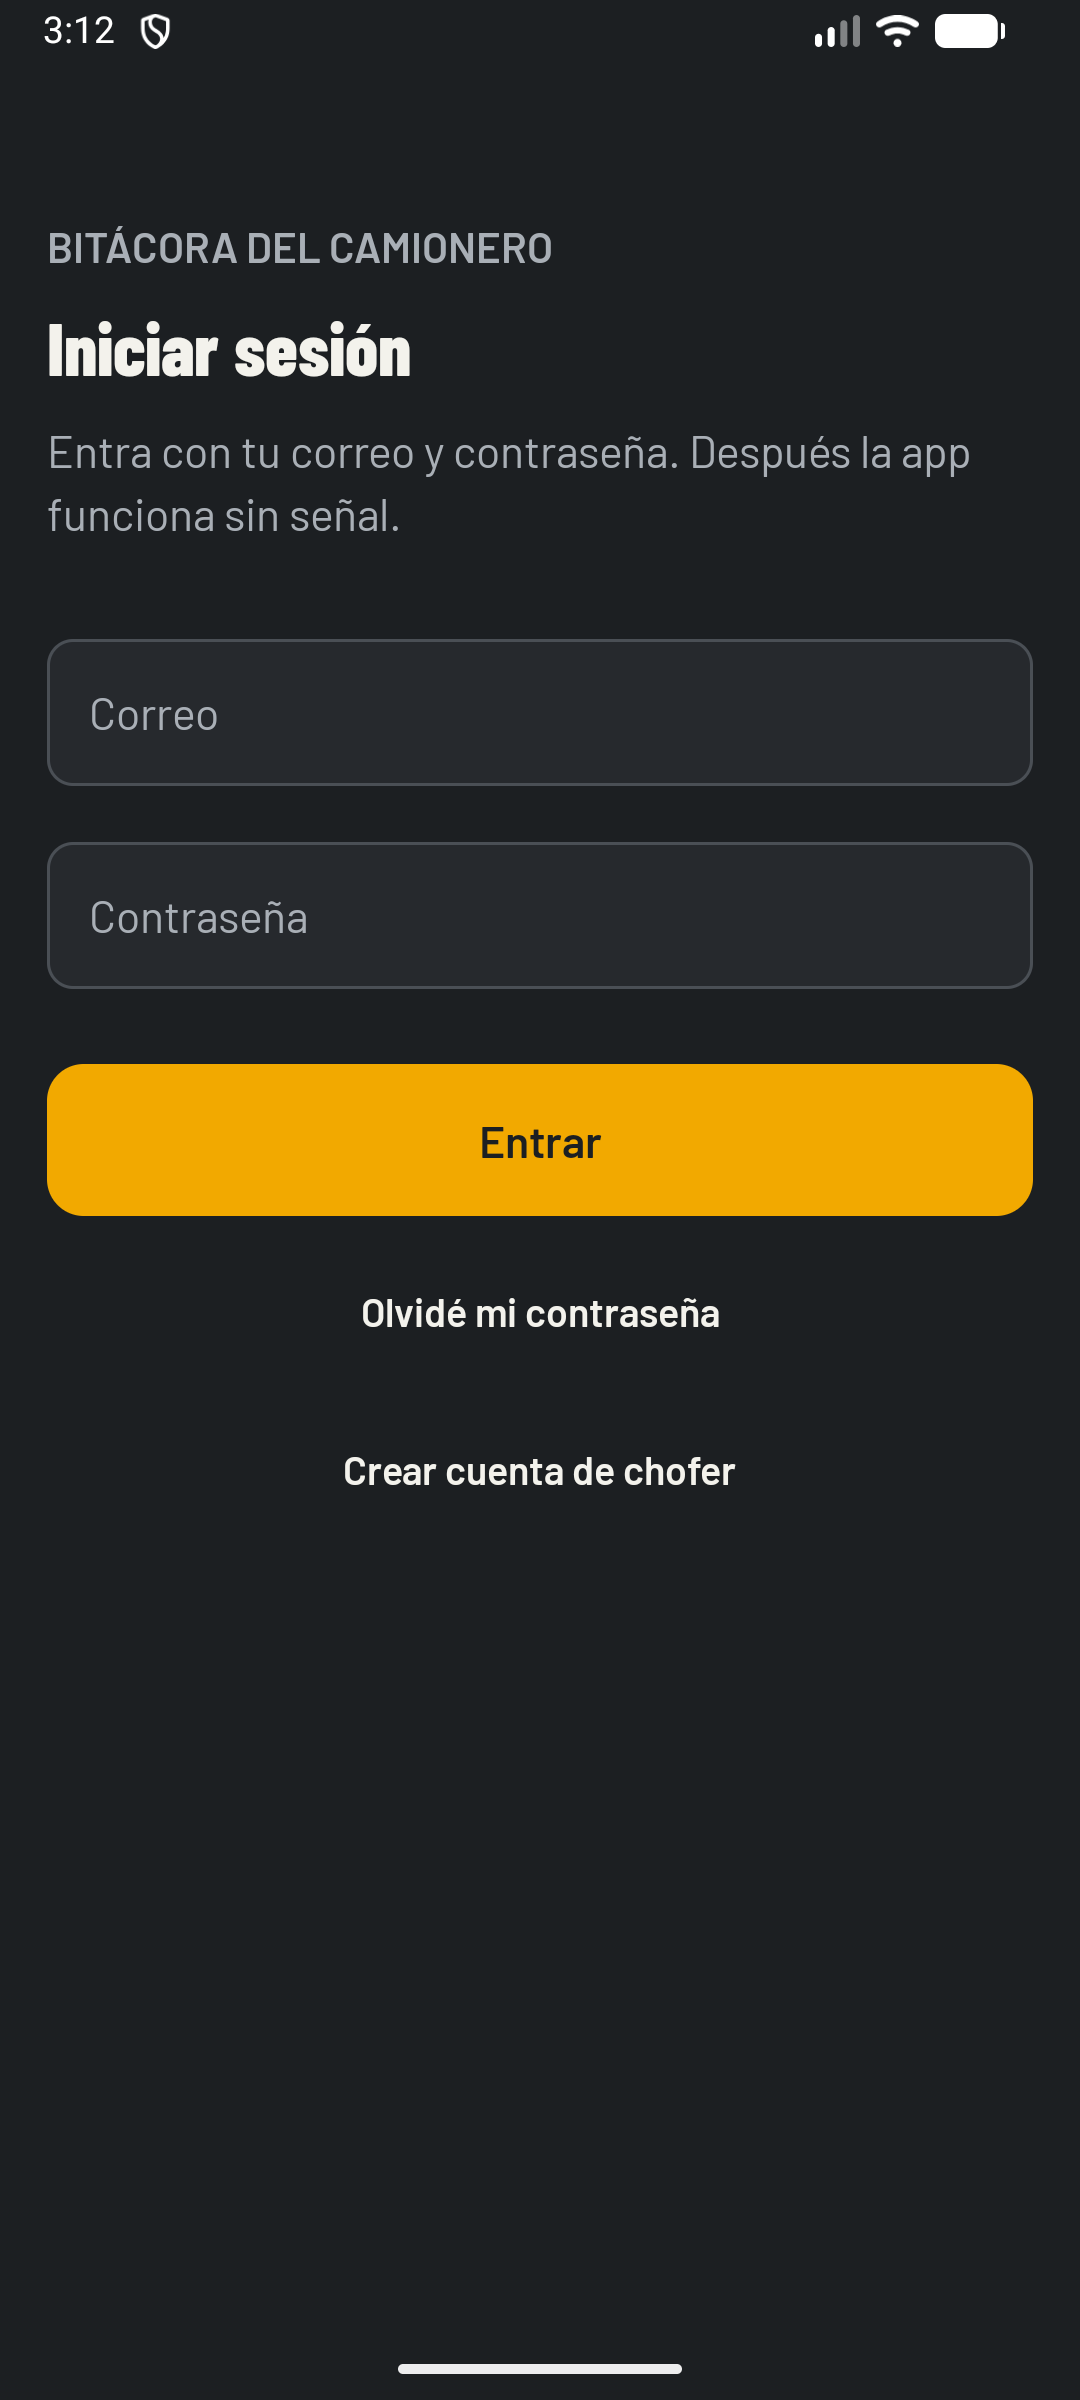 3:12
BITÁCORA DEL CAMIONERO
Iniciar sesión
Entra con tu correo y contraseña. Después la app
funciona sin señal.
Correo
Contraseña
Entrar
Olvidé mi contraseña
Crear cuenta de chofer